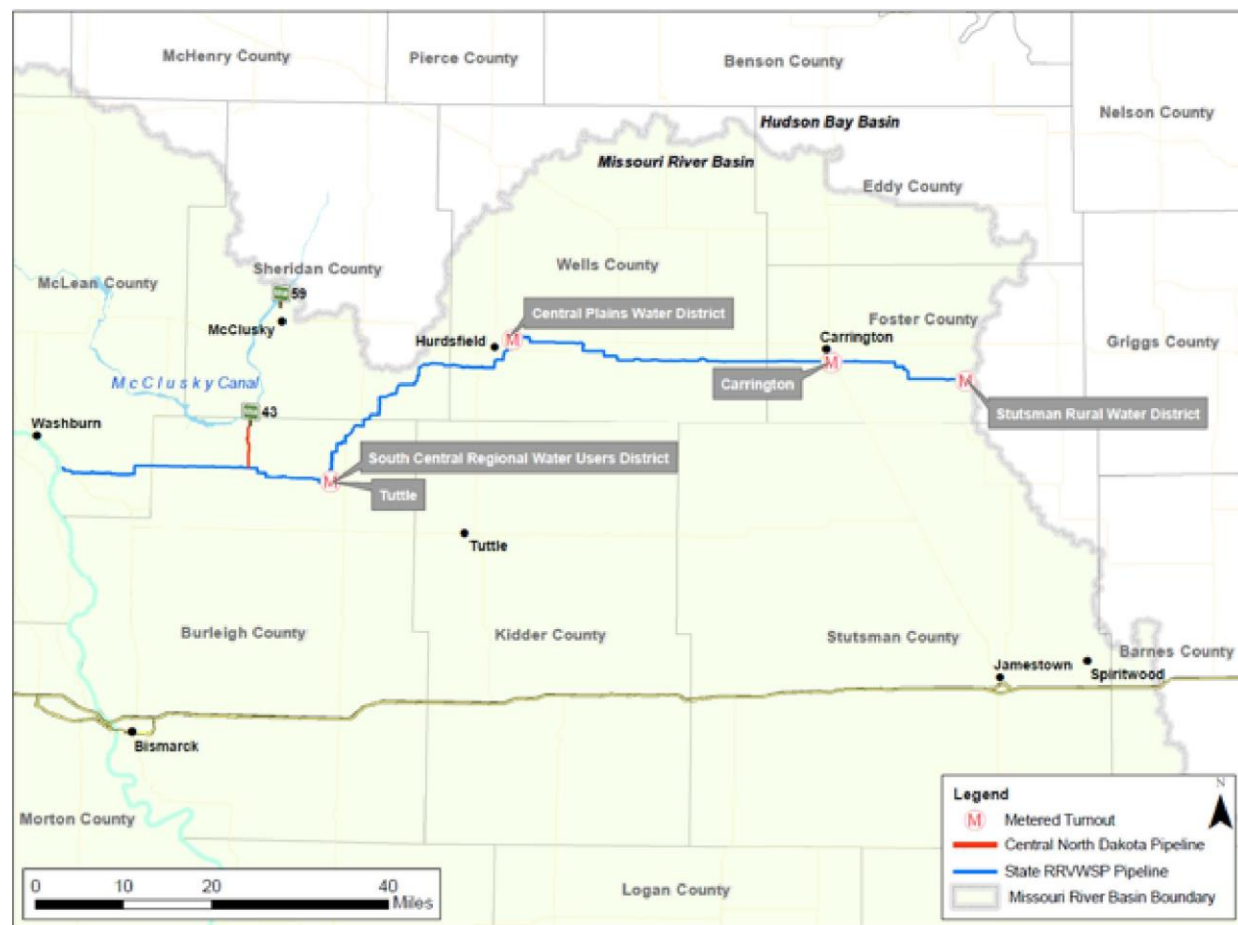 McHenry County
Pierce County
Benson County
Nelson County
Hudson Bay Basin
Missouri River Basin
Eddy County
McLean County
Sheridan County
Wells County
59
McClusky
Central Plains Water District
Hurdsfield
M
Foster County
Carrington
Griggs County
McClusky Canal
Carrington
M
M
43
Stutsman Rural Water District
Washburn
South Central Regional Water Users District
M
Tuttle
Tuttle
Burleigh County
Kidder County
Stutsman County
Barnes County
Jamestown
Spiritwood
Bismarck
Morton County
Logan County
0 10 20 40
Miles
N
Legend
M Metered Turnout
Central North Dakota Pipeline
State RRVWSP Pipeline
Missouri River Basin Boundary